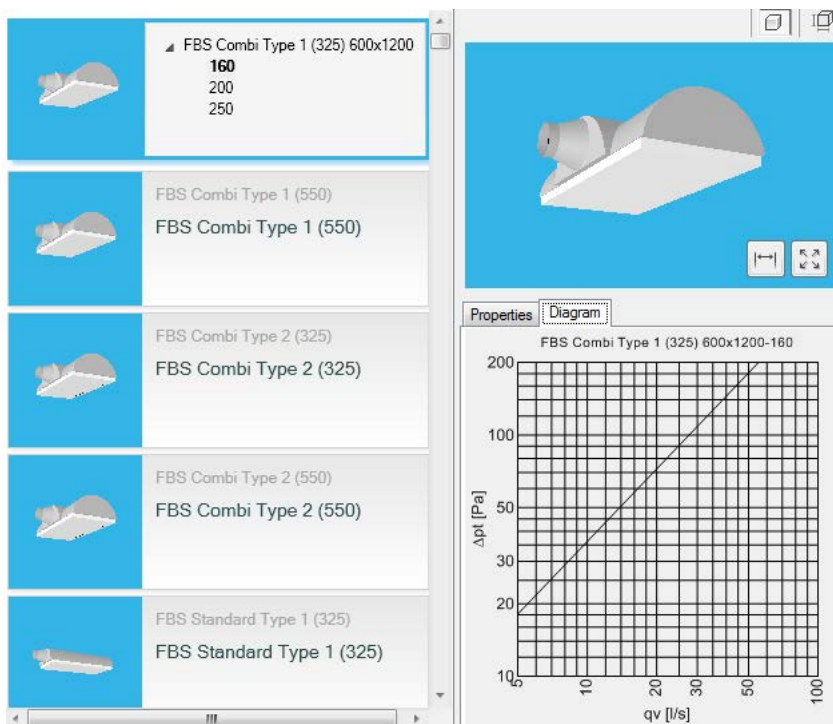 FBS Combi Type 1 (325) 600x1200
160
200
250
FBS Combi Type 1 (550)
FBS Combi Type 1 (550)
FBS Combi Type 2 (325)
FBS Combi Type 2 (325)
FBS Combi Type 2 (550)
FBS Combi Type 2 (550)
FBS Standard Type 1 (325)
FBS Standard Type 1 (325)
Properties
Diagram
FBS Combi Type 1 (325) 600x1200-160
200
100
50
30
20
10
Δpt [Pa]
5
10
20
30
50
100
qv [l/s]